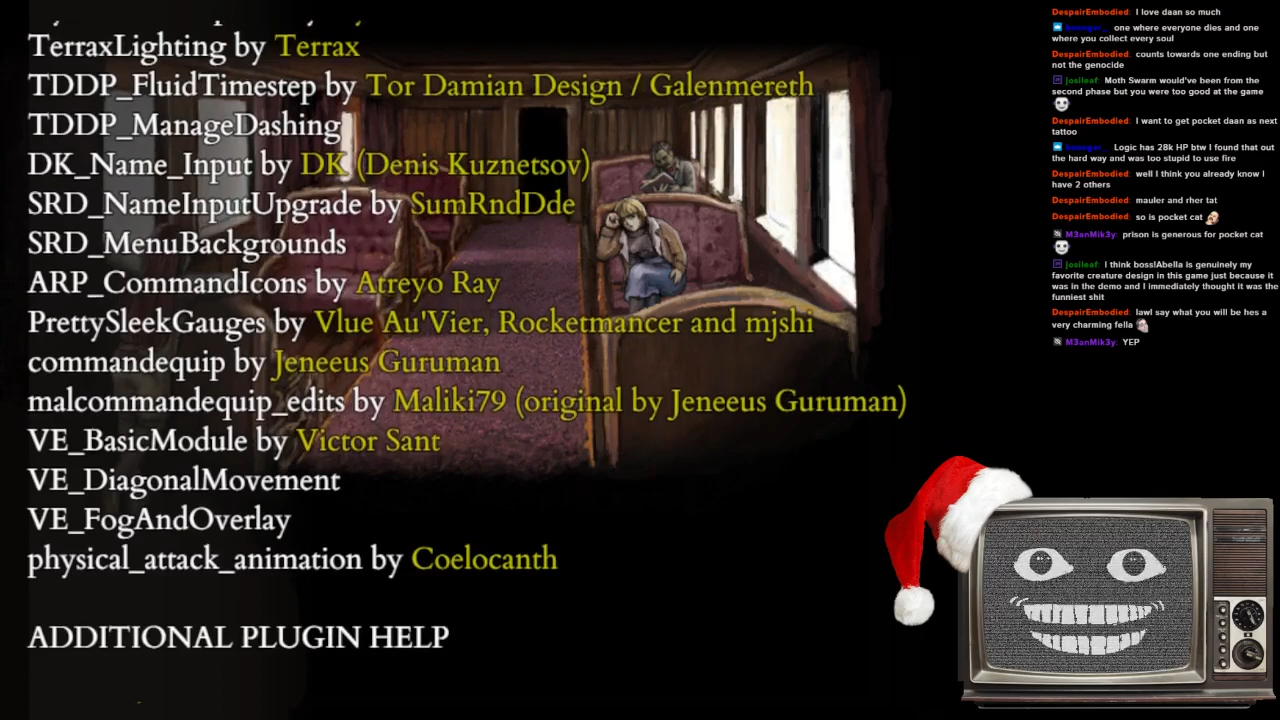 TerraxLighting by Terrax
TDDP_FluidTimestep by Tor Damian Design / Galenmereth
TDDP_ManageDashing
DK_Name_Input by DK (Denis Kuznetsov)
SRD_NameInputUpgrade by SumRndDde
SRD_MenuBackgrounds
ARP_CommandIcons by Atreyo Ray
PrettySleekGauges by Vlue Au'Vier, Rocketmancer and mjshi
commandequip by Jeneeus Guruman
malcommandequip_edits by Maliki79 (original by Jeneeus Guruman)
VE_BasicModule by Victor Sant
VE_DiagonalMovement
VE_FogAndOverlay
physical_attack_animation by Coelocanth
ADDITIONAL PLUGIN HELP
DespairEmbodied: I love daan so much
one where everyone dies and one
where you collect every soul
DespairEmbodied: counts towards one ending but
not the genocide
Josileaf: Moth Swarm would've been from the
second phase but you were too good at the game
DespairEmbodied: I want to get pocket daan as next
tattoo
Logic has 28k HP btw I found that out
the hard way and was too stupid to use fire
DespairEmbodied: well I think you already know I
have 2 others
DespairEmbodied: mauler and rher tat
DespairEmbodied: so is pocket cat
M3anMik3y: prison is generous for pocket cat
Josileaf: I think boss!Abella is genuinely my
favorite creature design in this game just because it
was in the demo and I immediately thought it was the
funniest shit
DespairEmbodied: lawl say what you will be hes a
very charming fella
M3anMik3y: YEP